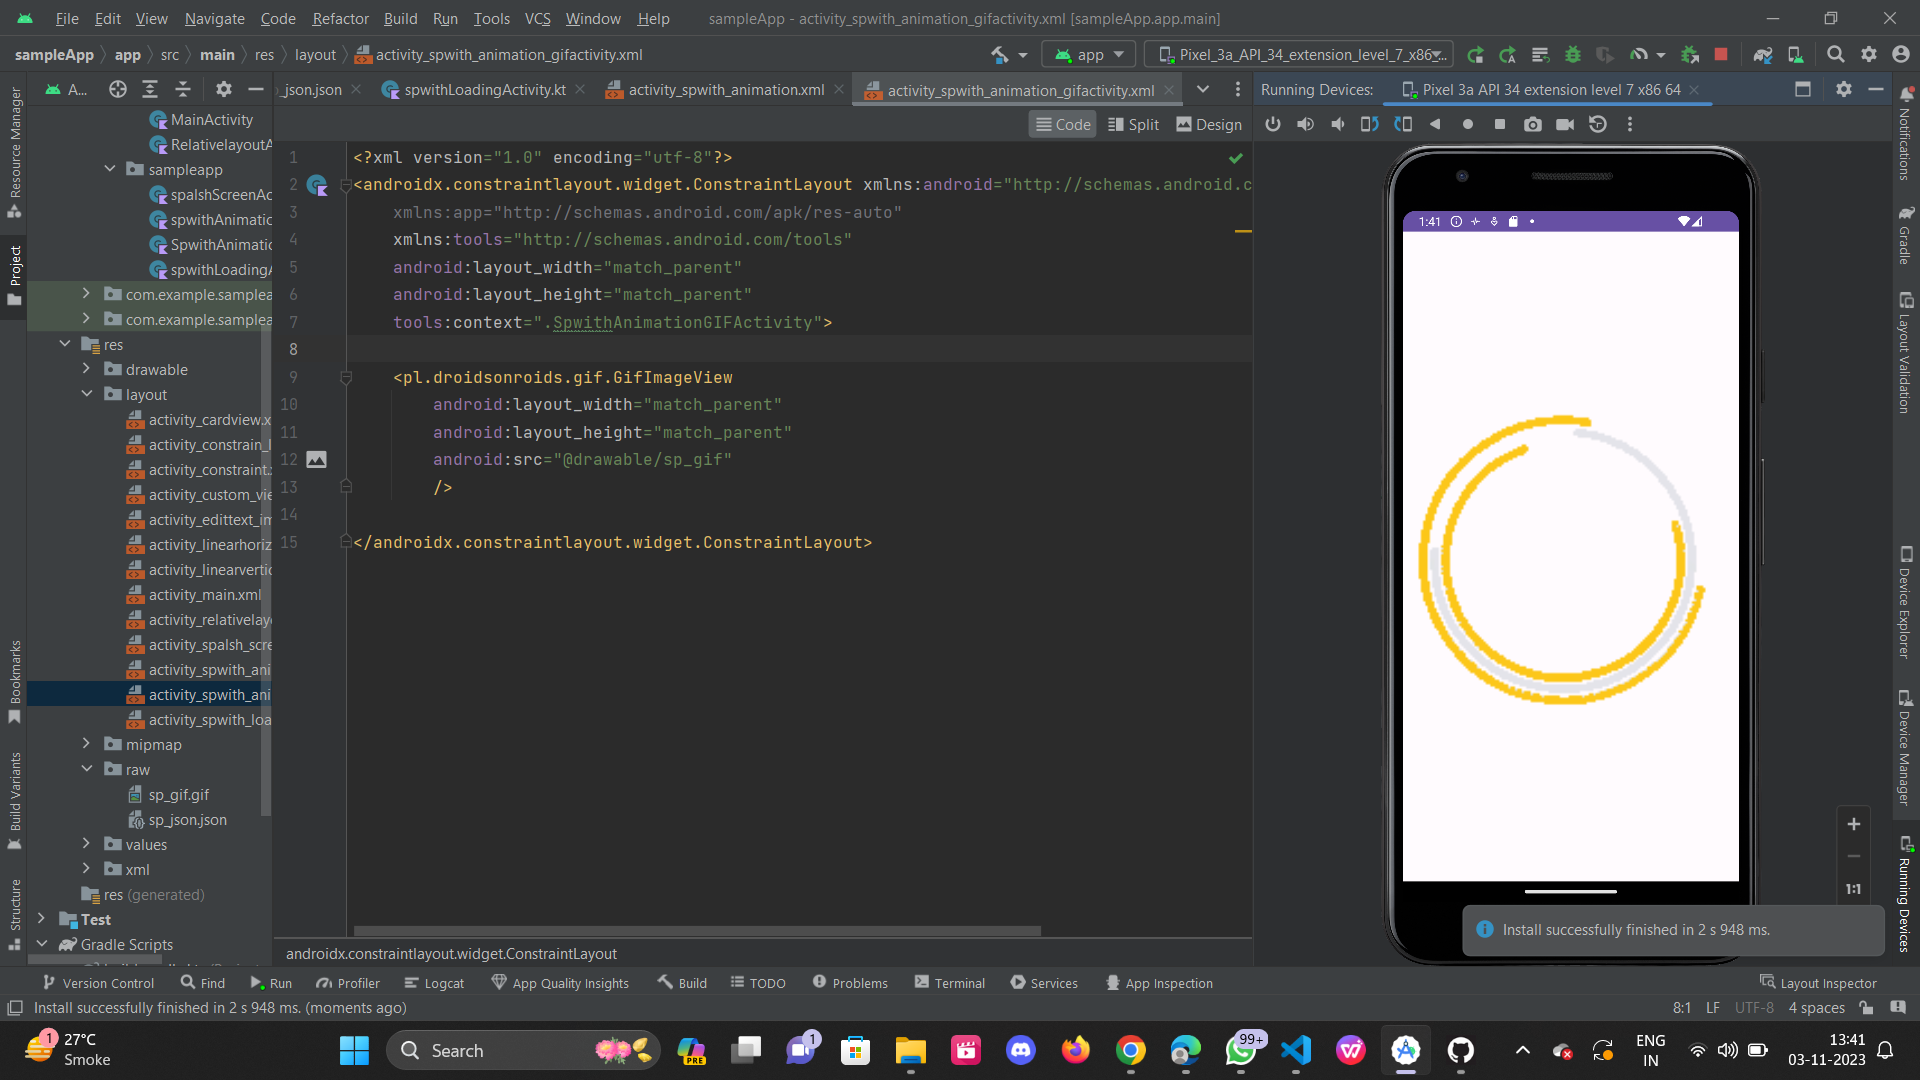 File Edit View Navigate Code Refactor Build Run Tools VCS Window Help sampleApp - activity_spwith_animation_gifactivity.xml [sampleApp.app.main]
sampleApp app src main res layout activity_spwith_animation_gifactivity.xml app Pixel_3a_API_34_extension_level_7_x86...
A... _json.json spwithLoadingActivity.kt activity_spwith_animation.xml activity_spwith_animation_gifactivity.xml Running Devices: Pixel 3a API 34 extension level 7 x86 64
Code Split Design
Resource Manager
Project
Bookmarks
Build Variants
Structure
MainActivity
RelativelayoutA
sampleapp
spalshScreenAc
spwithAnimatic
SpwithAnimatic
spwithLoadingA
com.example.samplea
com.example.samplea
res
drawable
layout
activity_cardview.x
activity_constrain_l
activity_constraint.
activity_custom_vie
activity_edittext_im
activity_linearhoriz
activity_linearvertic
activity_main.xml
activity_relativelay
activity_spalsh_scre
activity_spwith_ani
activity_spwith_ani
activity_spwith_loa
mipmap
raw
sp_gif.gif
sp_json.json
values
xml
res (generated)
Test
Gradle Scripts
1 <?xml version="1.0" encoding="utf-8"?>
2 <androidx.constraintlayout.widget.ConstraintLayout xmlns:android="http://schemas.android.c
3 xmlns:app="http://schemas.android.com/apk/res-auto"
4 xmlns:tools="http://schemas.android.com/tools"
5 android:layout_width="match_parent"
6 android:layout_height="match_parent"
7 tools:context=".SpwithAnimationGIFActivity">
8
9 <pl.droidsonroids.gif.GifImageView
10 android:layout_width="match_parent"
11 android:layout_height="match_parent"
12 android:src="@drawable/sp_gif"
13 />
14
15 </androidx.constraintlayout.widget.ConstraintLayout>
androidx.constraintlayout.widget.ConstraintLayout
1:41
1:1
Install successfully finished in 2 s 948 ms.
Notifications
Gradle
Layout Validation
Device Explorer
Device Manager
Running Devices
Version Control Find Run Profiler Logcat App Quality Insights Build TODO Problems Terminal Services App Inspection Layout Inspector
Install successfully finished in 2 s 948 ms. (moments ago) 8:1 LF UTF-8 4 spaces
1 27°C
Smoke
Search
PRE
1
99+
ENG
IN
13:41
03-11-2023